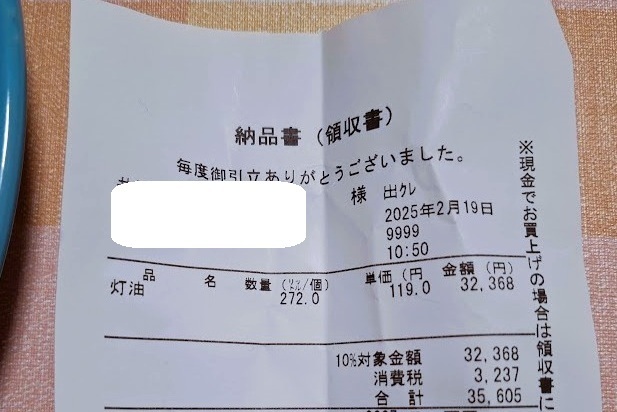 納品書（領収書）
毎度御引立ありがとうございました。
様 出ｸﾚ
2025年2月19日
9999
10:50
品 名 数量（ﾘｯﾄﾙ/個） 単価（円 金額（円）
灯油 272.0 119.0 32,368
10%対象金額 32,368
消費税 3,237
合計 35,605
※現金でお買上げの場合は領収書に